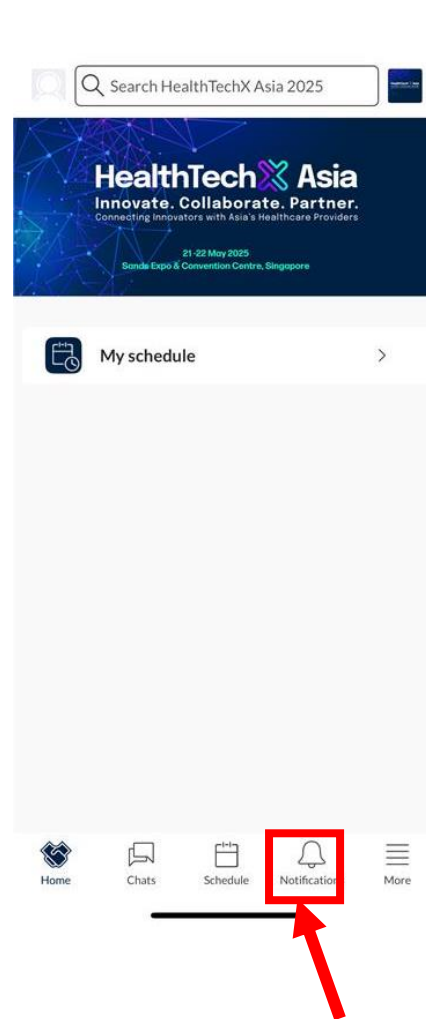 Search HealthTechX Asia 2025
HealthTechX Asia
Innovate. Collaborate. Partner.
Connecting Innovators with Asia's Healthcare Providers
21-22 May 2025
Sands Expo & Convention Centre, Singapore
My schedule
Home Chats Schedule Notification More